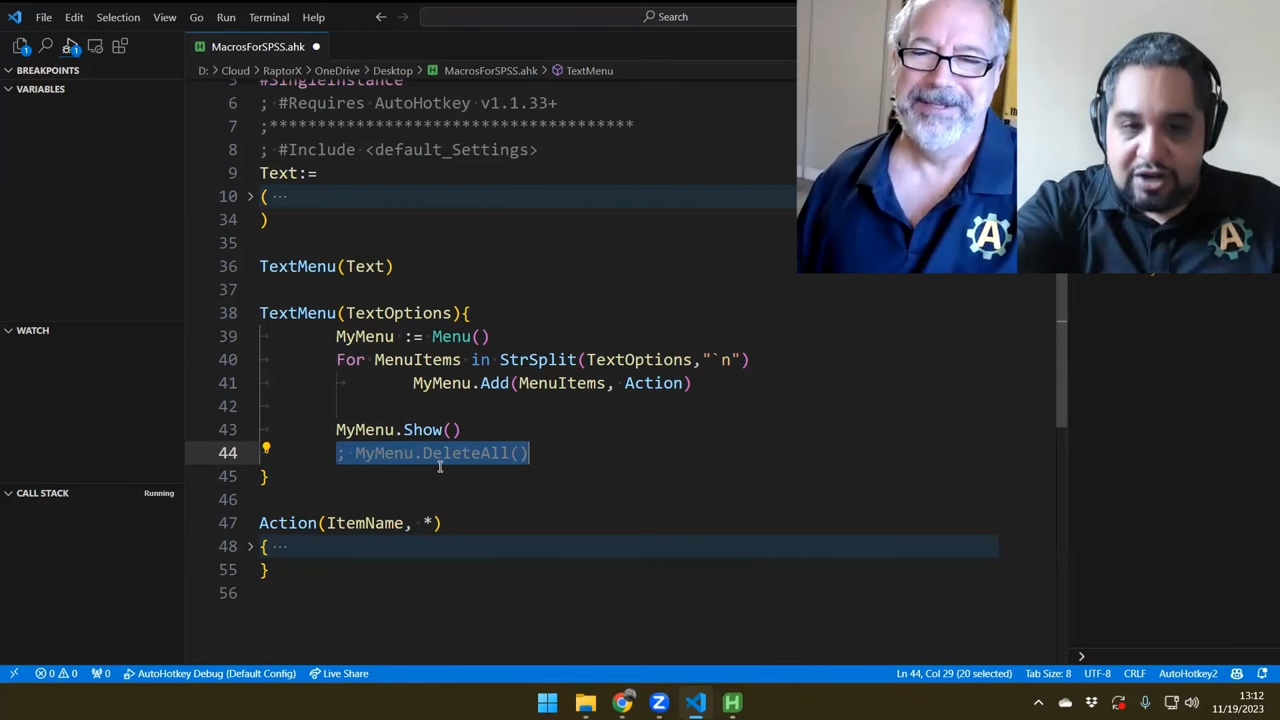 File Edit Selection View Go Run Terminal Help
Search
MacrosForSPSS.ahk
BREAKPOINTS
D: > Cloud > RaptorX > OneDrive > Desktop > MacrosForSPSS.ahk > TextMenu
VARIABLES
#SingleInstance
6 ; #Requires AutoHotkey v1.1.33+
7 ;**************************************
8 ; #Include <default_Settings>
9 Text:=
10 ( ...
34 )
35
36 TextMenu(Text)
37
38 TextMenu(TextOptions){
39 MyMenu := Menu()
40 For MenuItems in StrSplit(TextOptions,"`n")
41 MyMenu.Add(MenuItems, Action)
42
43 MyMenu.Show()
44 ; MyMenu.DeleteAll()
45 }
46
47 Action(ItemName, *)
48 { ...
55 }
56
WATCH
CALL STACK Running
A
A
0 0 0 AutoHotkey Debug (Default Config) Live Share Ln 44, Col 29 (20 selected) Tab Size: 8 UTF-8 CRLF AutoHotkey2
13:12
11/19/2023